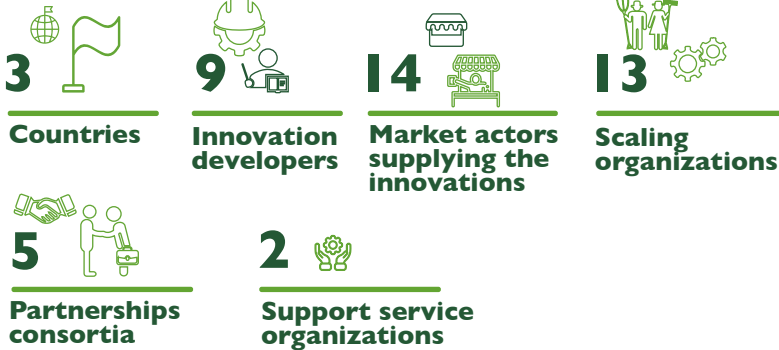 3
Countries
9
Innovation
developers
14
Market actors
supplying the
innovations
13
Scaling
organizations
5
Partnerships
consortia
2
Support service
organizations